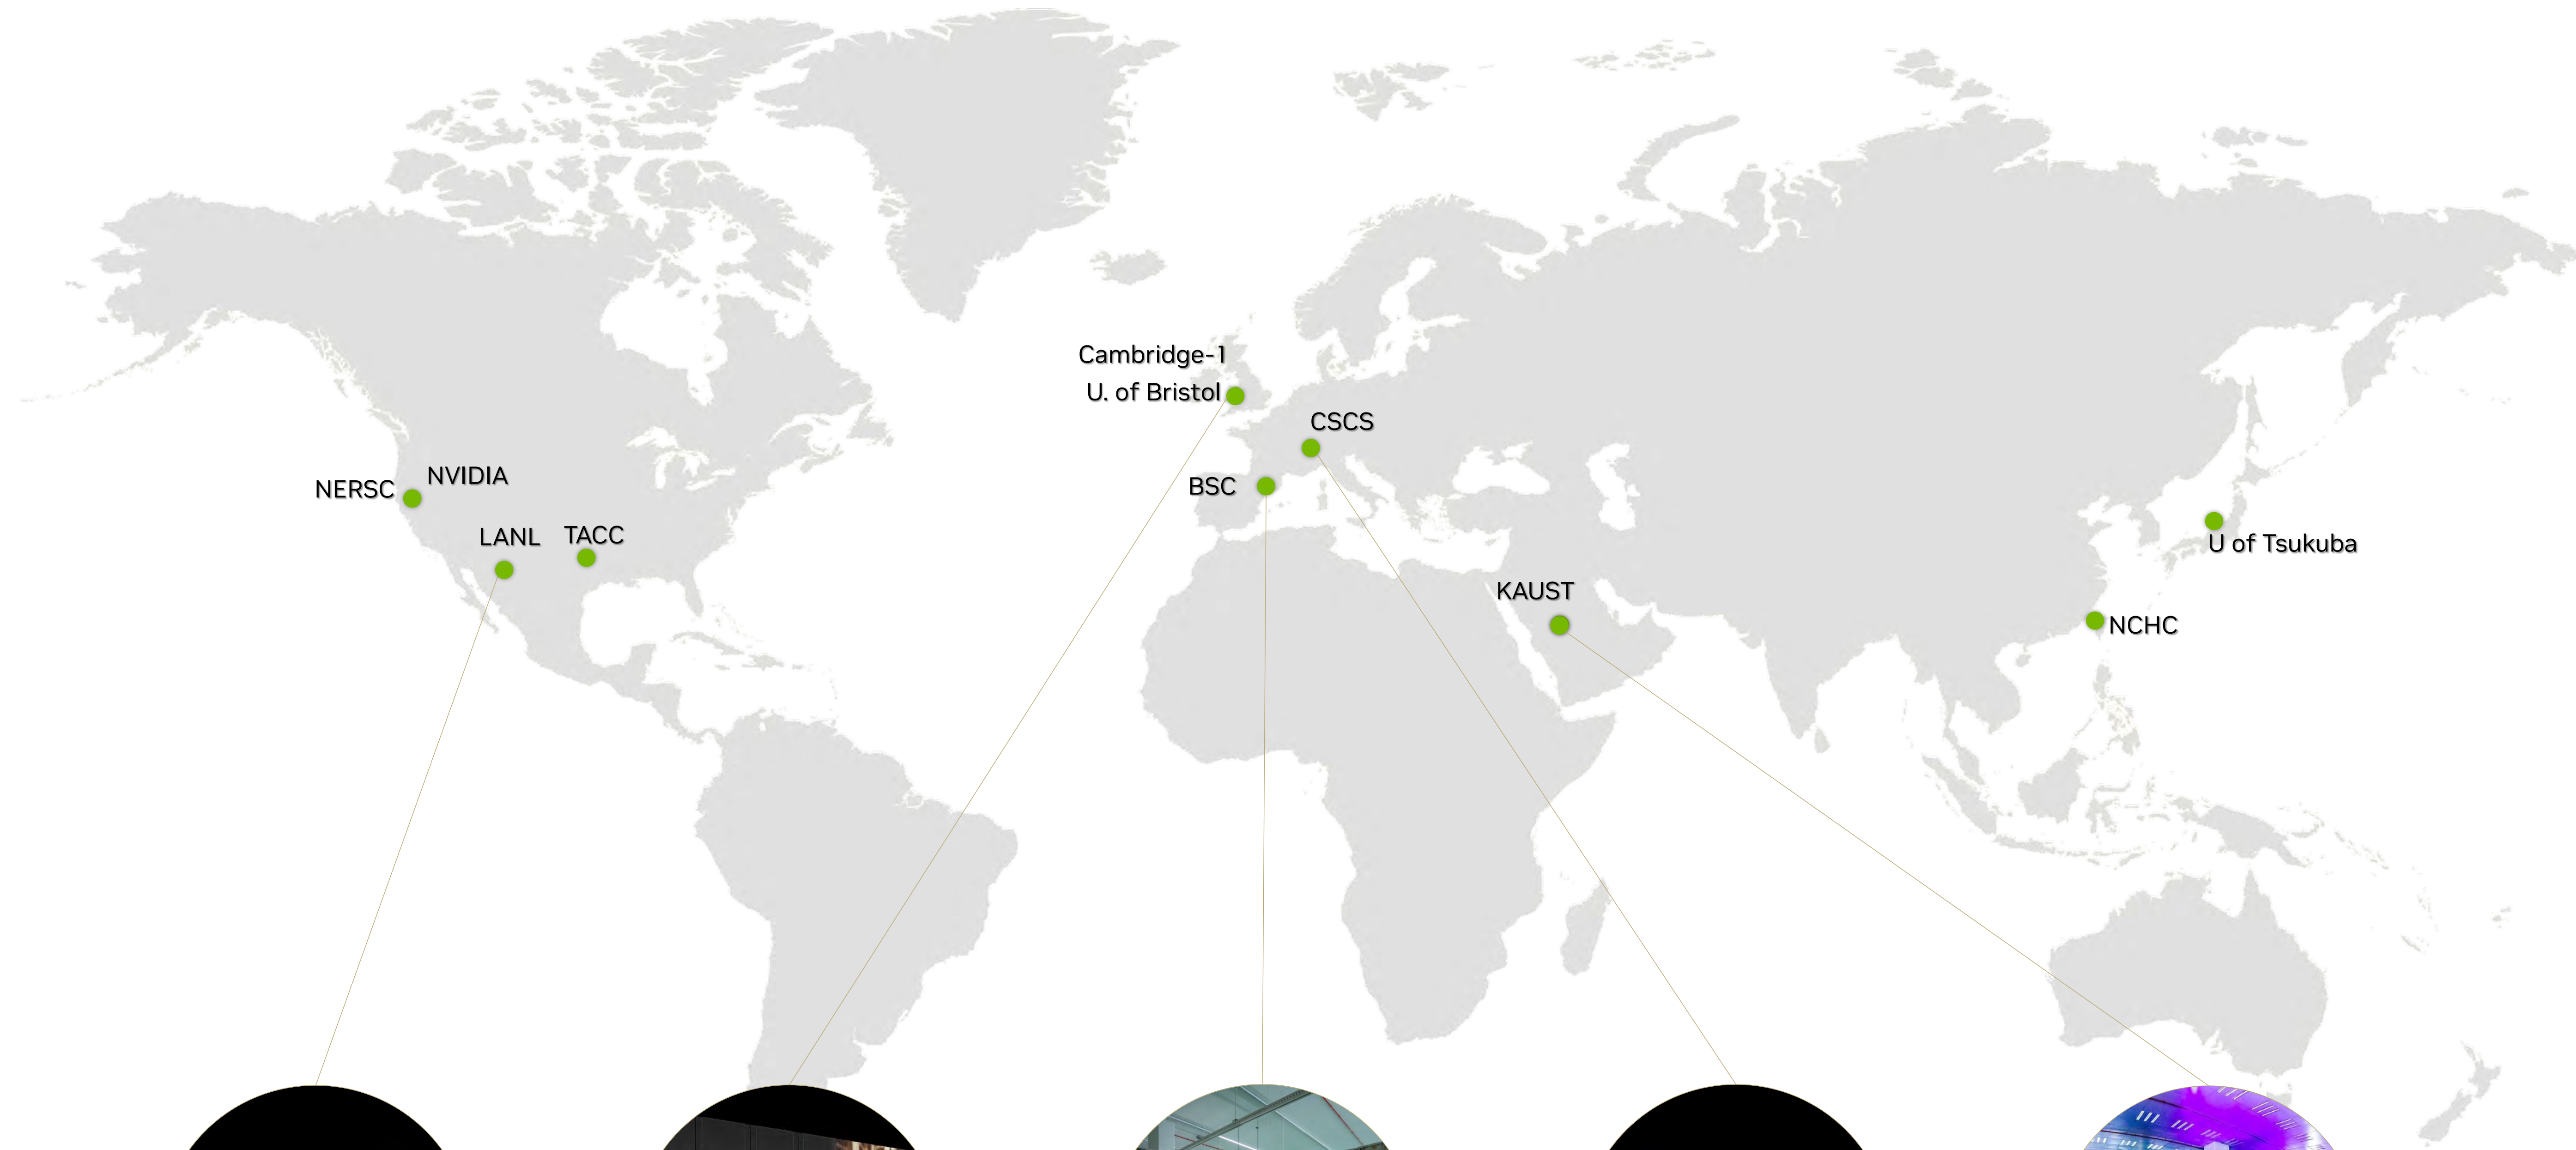 Cambridge-1
U. of Bristol
CSCS
NVIDIA
NERSC
BSC
LANL
TACC
U of Tsukuba
KAUST
NCHC